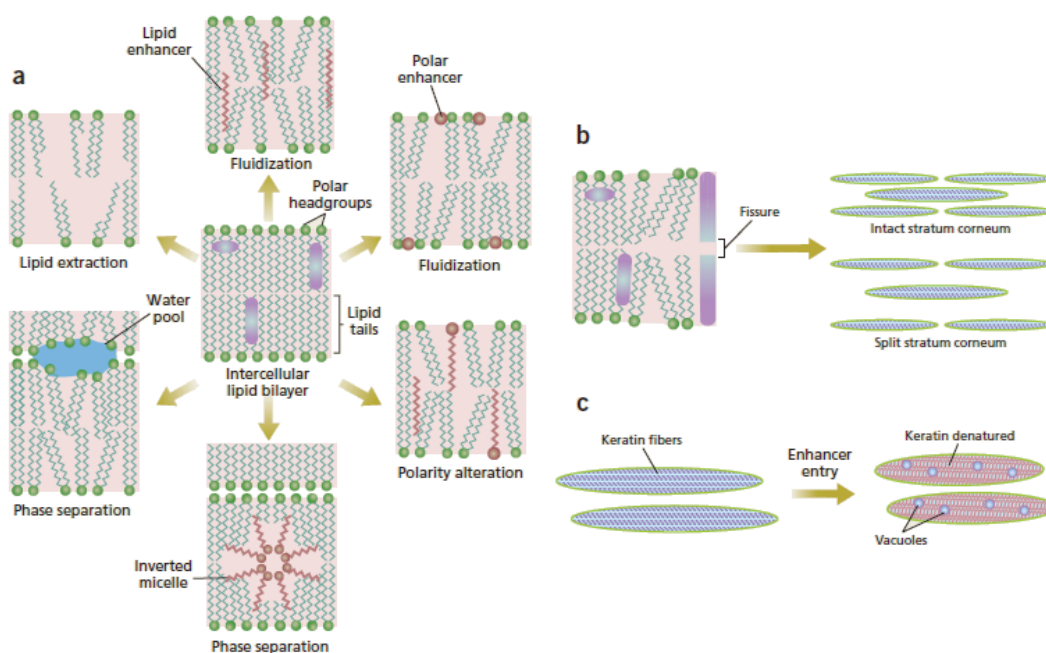 a
Lipid
enhancer
Fluidization
Polar
enhancer
Fluidization
Lipid extraction
Polar
headgroups
Lipid
tails
Intercellular
lipid bilayer
Water
pool
Phase separation
Polarity alteration
Inverted
micelle
Phase separation
b
Fissure
Intact stratum corneum
Split stratum corneum
c
Keratin fibers
Enhancer
entry
Keratin denatured
Vacuoles